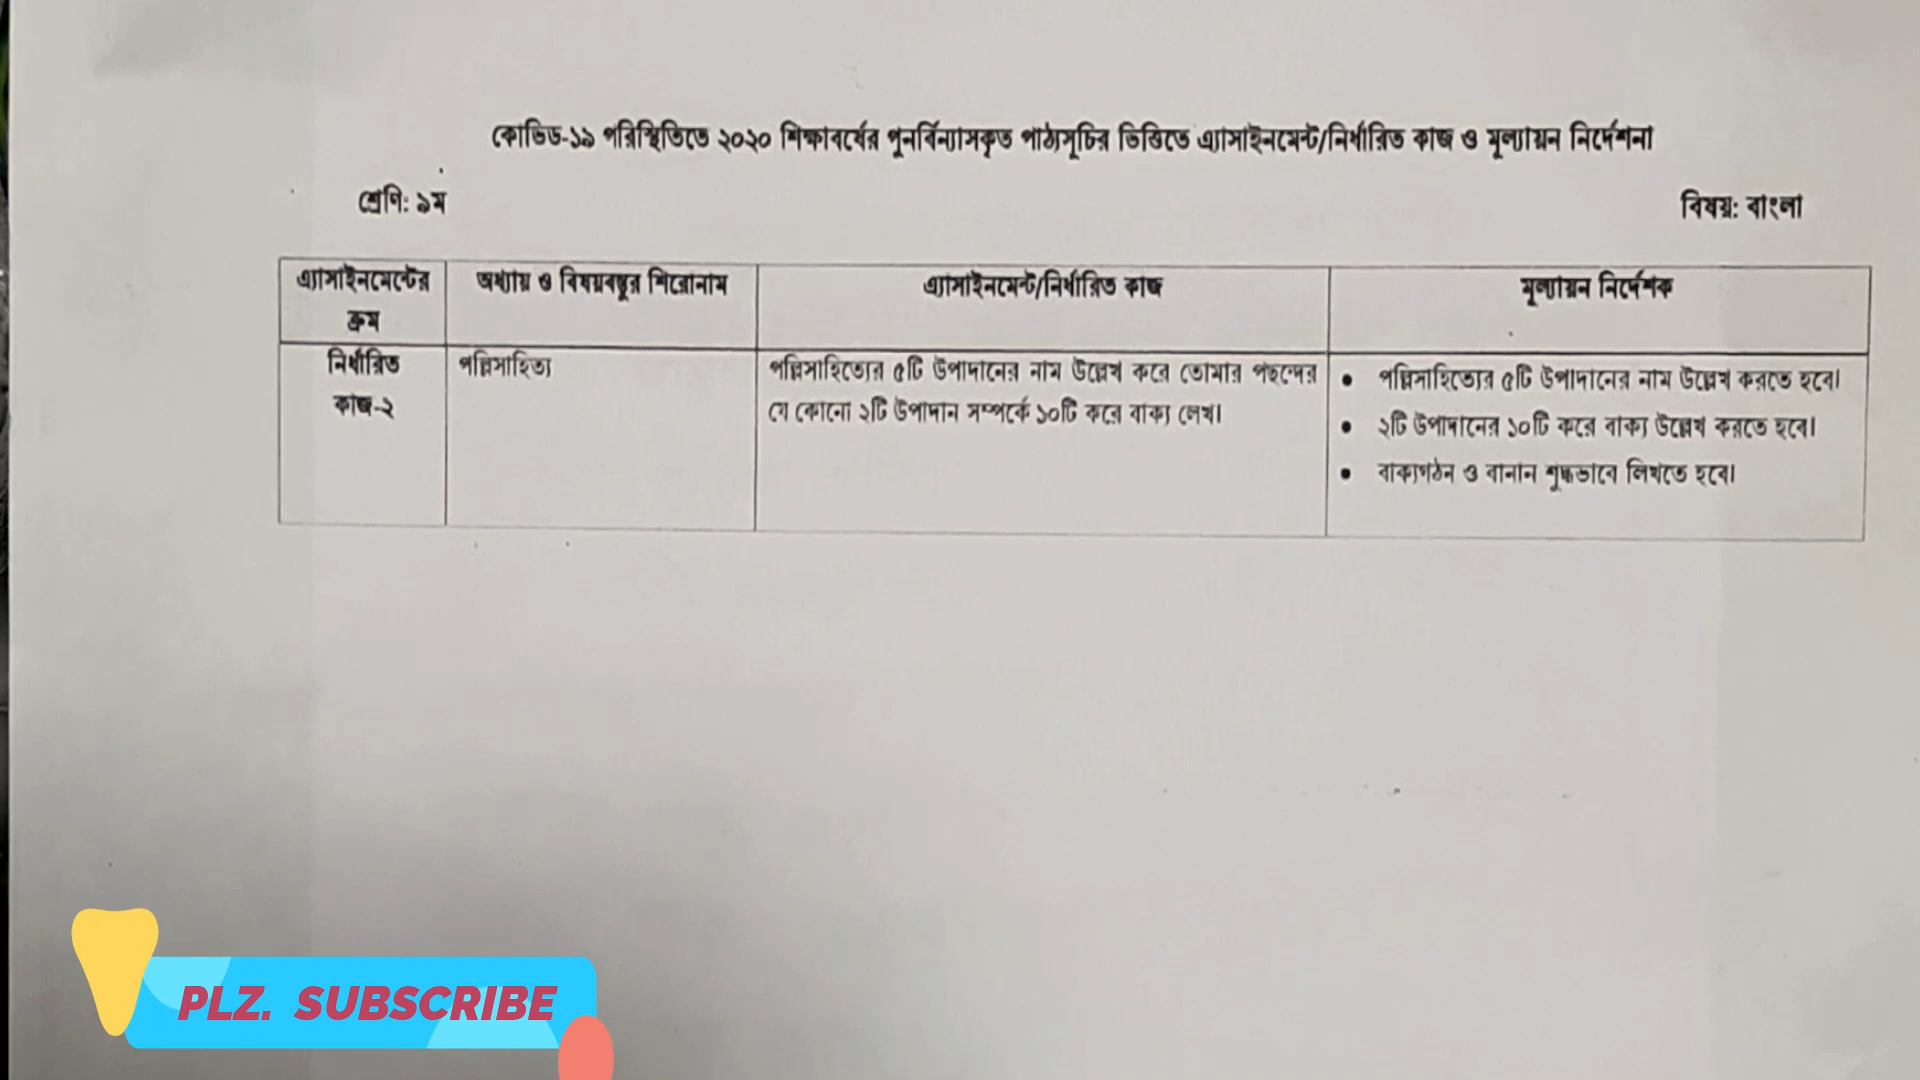 কোভিড-১৯ পরিস্থিতিতে ২০২০ শিক্ষাবর্ষের পুনর্বিন্যাসকৃত পাঠ্যসূচির ভিত্তিতে এ্যাসাইনমেন্ট/নির্ধারিত কাজ ও মূল্যায়ন নির্দেশনা
শ্রেণি: ৯ম
বিষয়: বাংলা
এ্যাসাইনমেন্টের
ক্রম
অধ্যায় ও বিষয়বস্তুর শিরোনাম
এ্যাসাইনমেন্ট/নির্ধারিত কাজ
মূল্যায়ন নির্দেশক
নির্ধারিত
কাজ-২
পল্লিসাহিত্য
পল্লিসাহিত্যের ৫টি উপাদানের নাম উল্লেখ করে তোমার পছন্দের
যে কোনো ২টি উপাদান সম্পর্কে ১০টি করে বাক্য লেখ।
• পল্লিসাহিত্যের ৫টি উপাদানের নাম উল্লেখ করতে হবে।
• ২টি উপাদানের ১০টি করে বাক্য উল্লেখ করতে হবে।
• বাক্যগঠন ও বানান শুদ্ধভাবে লিখতে হবে।
PLZ. SUBSCRIBE